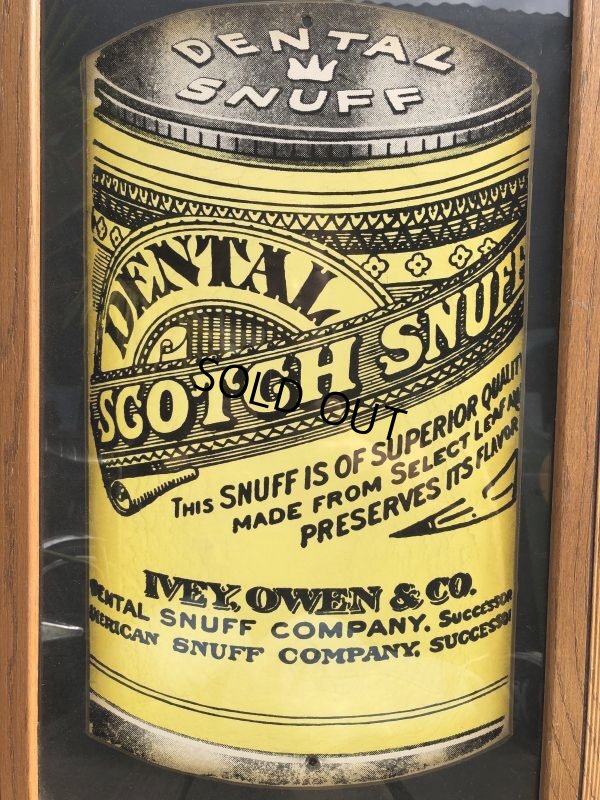 DENTAL
SNUFF
DENTAL
SCOTCH SNUFF
SOLD OUT
THIS SNUFF IS OF SUPERIOR QUALITY
MADE FROM SELECT LEAF AND
PRESERVES ITS FLAVOR
IVEY, OWEN & CO.
DENTAL SNUFF COMPANY. SUCCESSOR
AMERICAN SNUFF COMPANY, SUCCESSOR